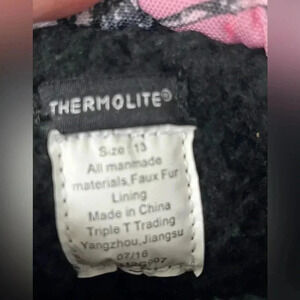 THERMOLITE®
Size: 13
All manmade
materials, Faux Fur
Lining
Made in China
Triple T Trading
Yangzhou, Jiangsu
07/16